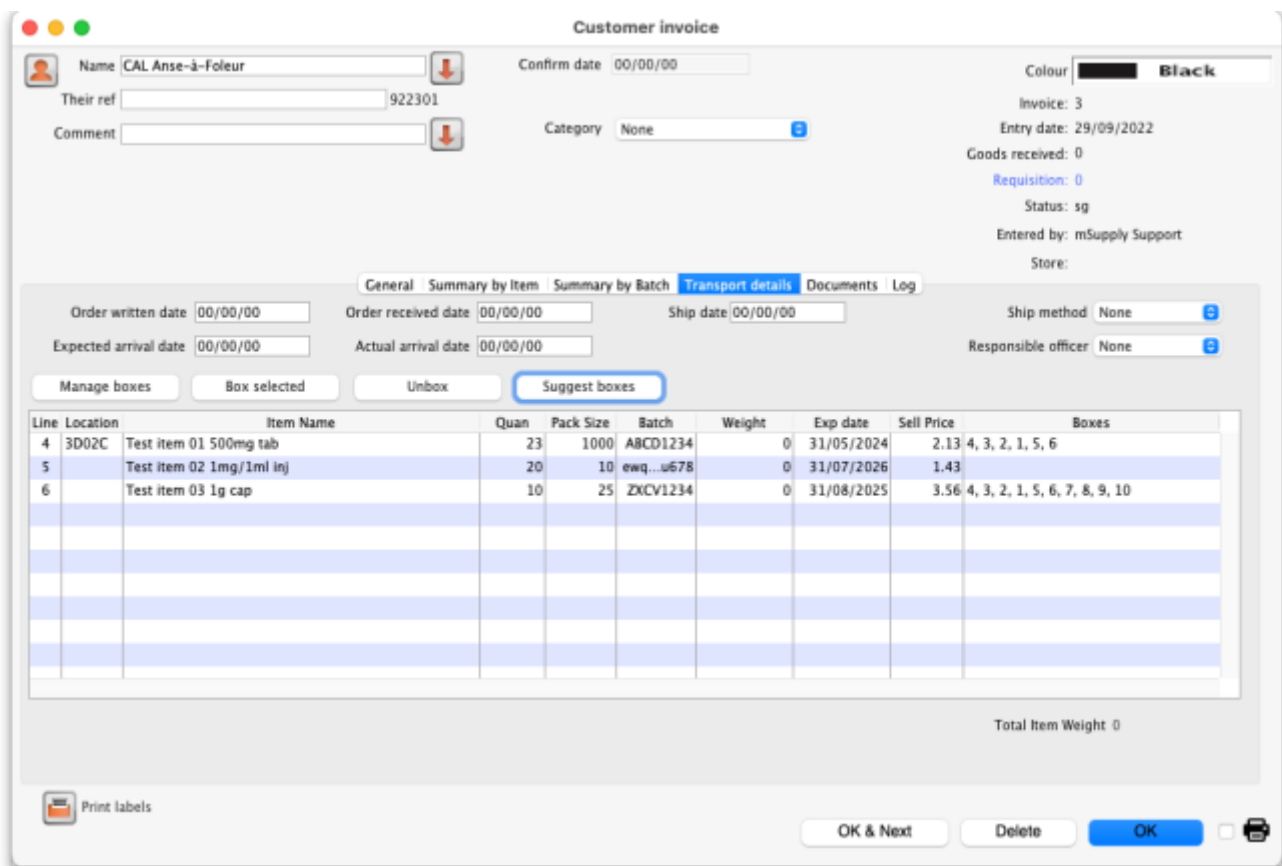 Customer invoice
Name CAL Anse-à-Foleur Confirm date 00/00/00 Colour Black
Their ref 922301 Invoice: 3
Comment Category None Entry date: 29/09/2022
Goods received: 0
Requisition: 0
Status: sg
Entered by: mSupply Support
Store:
General Summary by Item Summary by Batch Transport details Documents Log
Order written date 00/00/00 Order received date 00/00/00 Ship date 00/00/00 Ship method None
Expected arrival date 00/00/00 Actual arrival date 00/00/00 Responsible officer None
Manage boxes Box selected Unbox Suggest boxes
Line Location Item Name Quan Pack Size Batch Weight Exp date Sell Price Boxes
4 3D02C Test item 01 500mg tab 23 1000 ABCD1234 0 31/05/2024 2.13 4, 3, 2, 1, 5, 6
5 Test item 02 1mg/1ml inj 20 10 ewq...u678 0 31/07/2026 1.43
6 Test item 03 1g cap 10 25 ZXCV1234 0 31/08/2025 3.56 4, 3, 2, 1, 5, 6, 7, 8, 9, 10
Total Item Weight 0
Print labels
OK & Next Delete OK